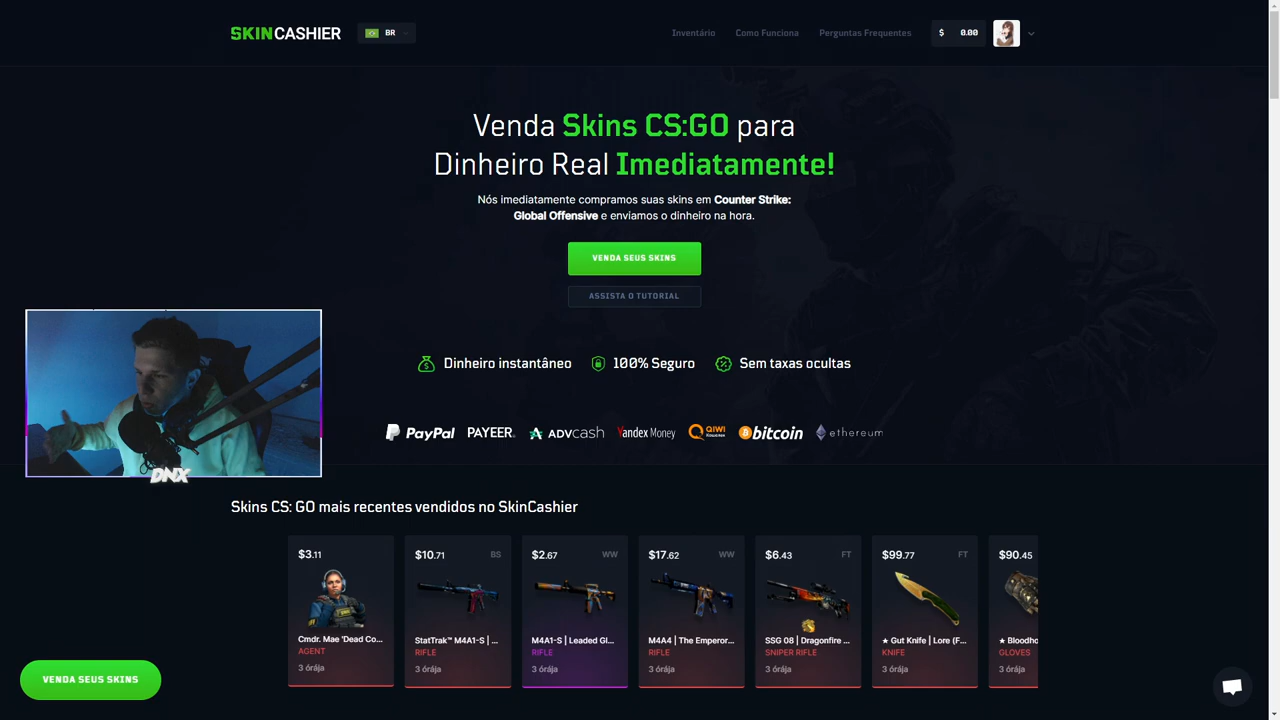 SKINCASHIER
BR
Inventário
Como Funciona
Perguntas Frequentes
$ 0.00
Venda Skins CS:GO para
Dinheiro Real Imediatamente!
Nós imediatamente compramos suas skins em Counter Strike:
Global Offensive e enviamos o dinheiro na hora.
VENDA SEUS SKINS
ASSISTA O TUTORIAL
Dinheiro instantâneo
100% Seguro
Sem taxas ocultas
PayPal
PAYEER
ADVcash
Yandex Money
QIWI
bitcoin
ethereum
DNX
Skins CS: GO mais recentes vendidos no SkinCashier
$3.11
Cmdr. Mae 'Dead Co...
AGENT
3 órája
$10.71 BS
StatTrak™ M4A1-S | ...
RIFLE
3 órája
$2.67 WW
M4A1-S | Leaded Gl...
RIFLE
3 órája
$17.62 WW
M4A4 | The Emperor...
RIFLE
3 órája
$6.43 FT
SSG 08 | Dragonfire ...
SNIPER RIFLE
3 órája
$99.77 FT
★ Gut Knife | Lore (F...
KNIFE
3 órája
$90.45
★ Bloodho
GLOVES
3 órája
VENDA SEUS SKINS